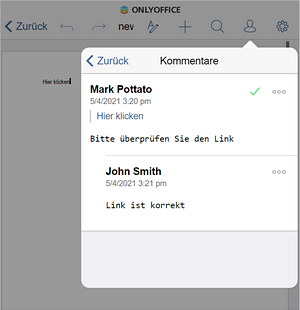 ONLYOFFICE
Zurück
nev
Zurück Kommentare
Hier klicken
Mark Pottato
5/4/2021 3:20 pm
Hier klicken
Bitte überprüfen Sie den Link
John Smith
5/4/2021 3:21 pm
Link ist korrekt